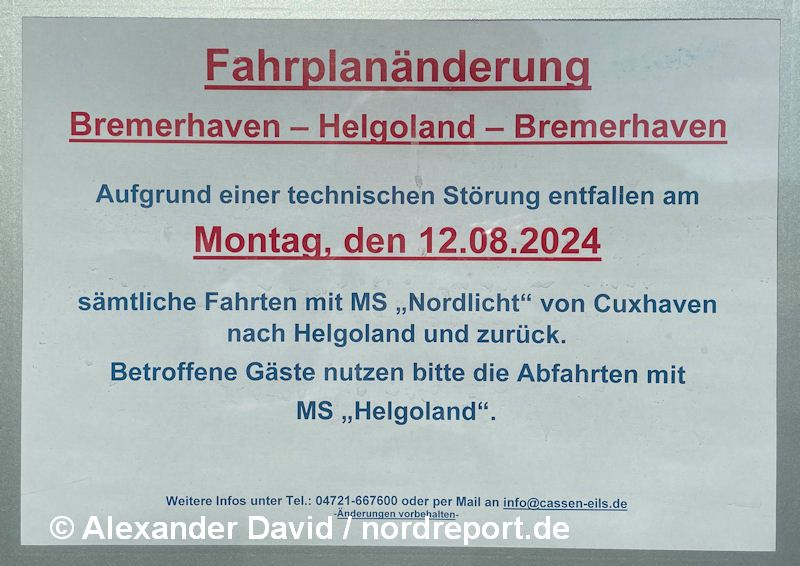 Fahrplanänderung
Bremerhaven – Helgoland – Bremerhaven
Aufgrund einer technischen Störung entfallen am
Montag, den 12.08.2024
sämtliche Fahrten mit MS „Nordlicht“ von Cuxhaven
nach Helgoland und zurück.
Betroffene Gäste nutzen bitte die Abfahrten mit
MS „Helgoland“.
Weitere Infos unter Tel.: 04721-667600 oder per Mail an info@cassen-eils.de
-Änderungen vorbehalten-
© Alexander David / nordreport.de